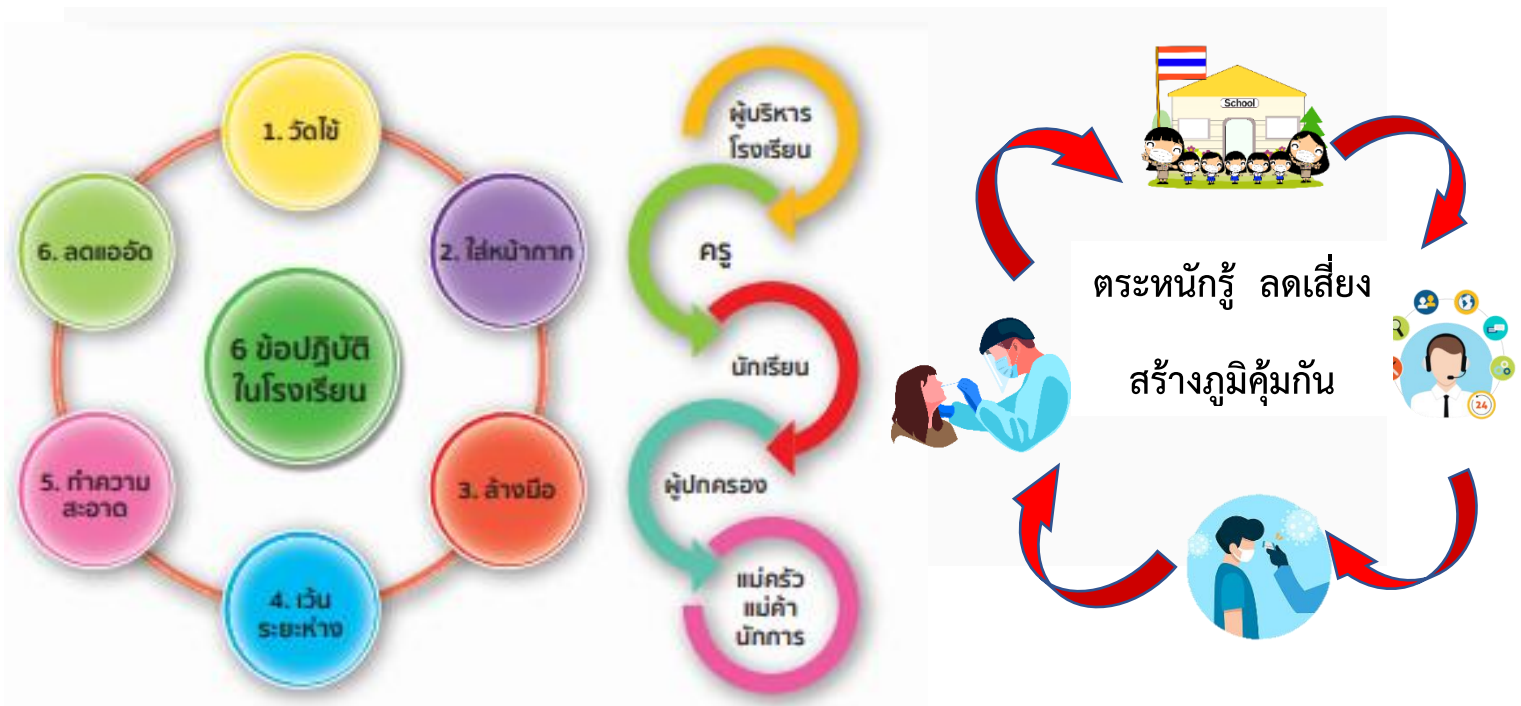 1. วัดไข้
2. ใส่หน้ากาก
3. ล้างมือ
4. เว้น
ระยะห่าง
5. ทำความ
สะอาด
6. ลดแออัด
6 ข้อปฏิบัติ
ในโรงเรียน
ผู้บริหาร
โรงเรียน
ครู
นักเรียน
ผู้ปกครอง
แม่ครัว
แม่ค้า
นักการ
School
ตระหนักรู้ ลดเสี่ยง
สร้างภูมิคุ้มกัน
24